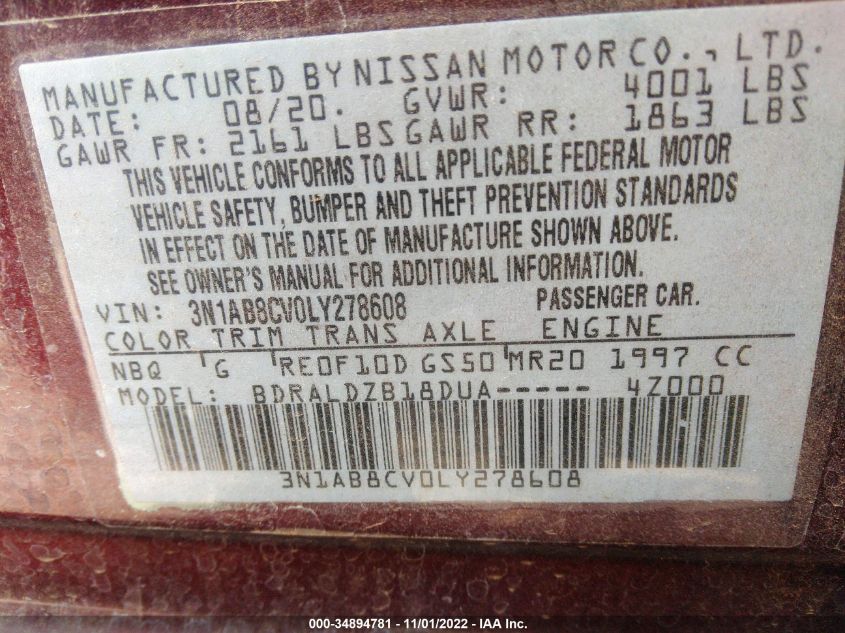 MANUFACTURED BY NISSAN MOTOR CO., LTD.
DATE: 08/20. GVWR: 4001 LBS
GAWR FR: 2161 LBS GAWR RR: 1863 LBS
THIS VEHICLE CONFORMS TO ALL APPLICABLE FEDERAL MOTOR
VEHICLE SAFETY, BUMPER AND THEFT PREVENTION STANDARDS
IN EFFECT ON THE DATE OF MANUFACTURE SHOWN ABOVE.
SEE OWNER'S MANUAL FOR ADDITIONAL INFORMATION.
VIN: 3N1AB8CV0LY278608 PASSENGER CAR.
COLOR TRIM TRANS AXLE ENGINE
NBQ G RE0F10D GS50 MR20 1997 CC
MODEL: BDRALDZB18DUA----- 4Z000
3N1AB8CV0LY278608
000-34894781 - 11/01/2022 - IAA Inc.